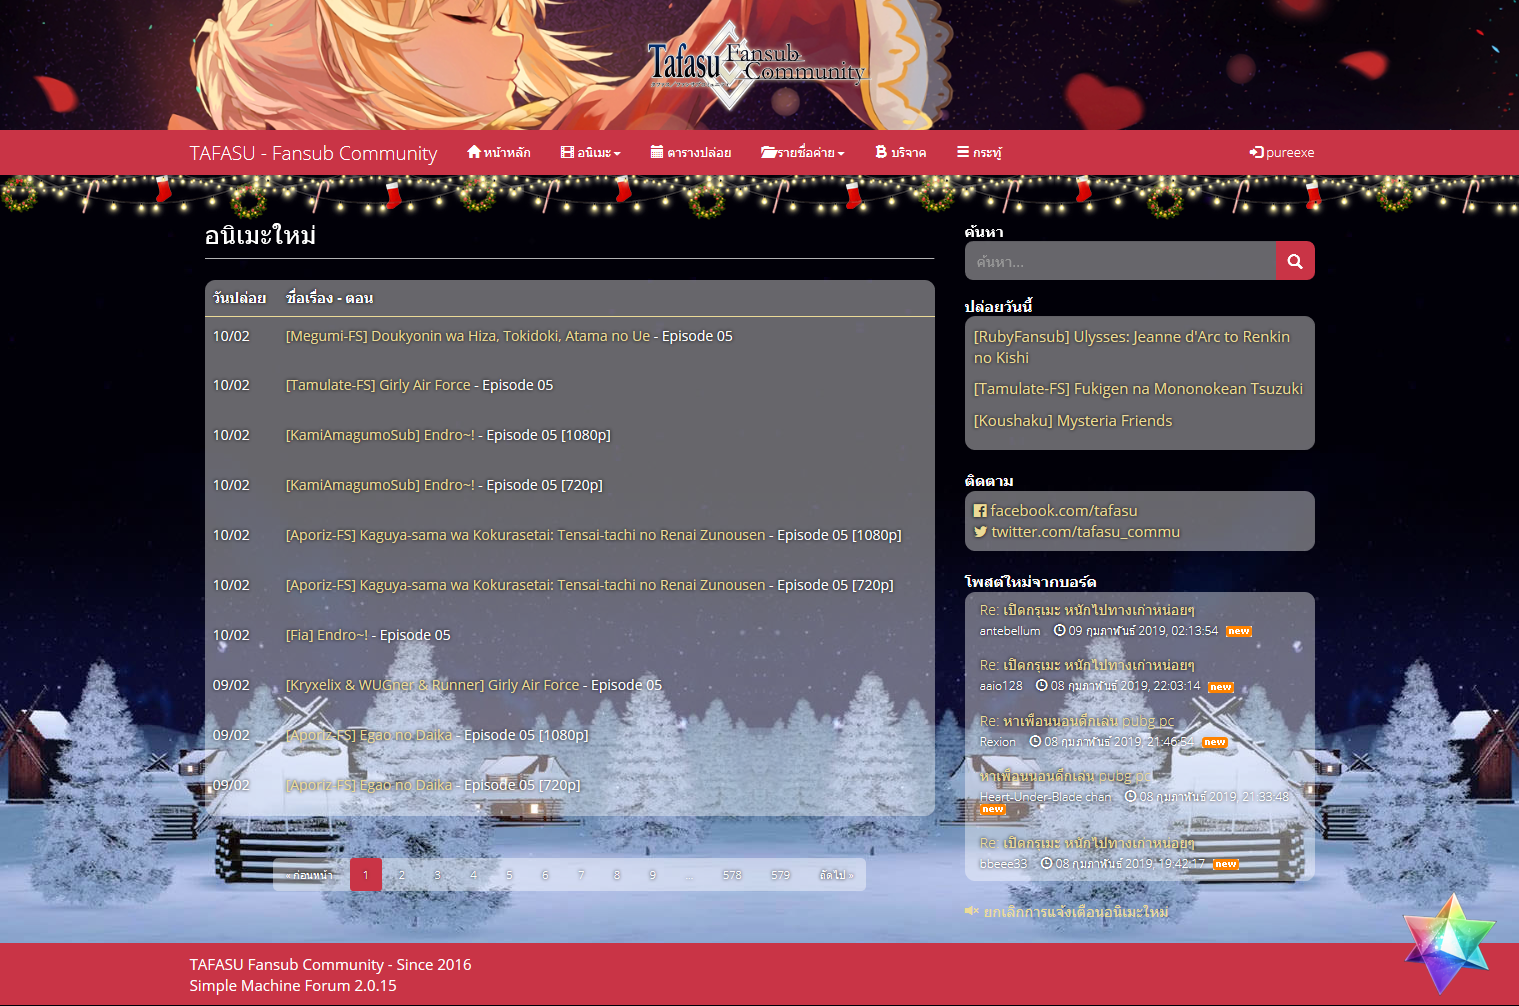 Tafasu Fansub Community
TAFASU - Fansub Community
หน้าหลัก
อนิเมะ
ตารางปล่อย
รายชื่อค่าย
บริจาค
กระทู้
pureexe
อนิเมะใหม่
วันปล่อย ชื่อเรื่อง - ตอน
10/02 [Megumi-FS] Doukyonin wa Hiza, Tokidoki, Atama no Ue - Episode 05
10/02 [Tamulate-FS] Girly Air Force - Episode 05
10/02 [KamiAmagumoSub] Endro~! - Episode 05 [1080p]
10/02 [KamiAmagumoSub] Endro~! - Episode 05 [720p]
10/02 [Aporiz-FS] Kaguya-sama wa Kokurasetai: Tensai-tachi no Renai Zunousen - Episode 05 [1080p]
10/02 [Aporiz-FS] Kaguya-sama wa Kokurasetai: Tensai-tachi no Renai Zunousen - Episode 05 [720p]
10/02 [Fia] Endro~! - Episode 05
09/02 [Kryxelix & WUGner & Runner] Girly Air Force - Episode 05
09/02 [Aporiz-FS] Egao no Daika - Episode 05 [1080p]
09/02 [Aporiz-FS] Egao no Daika - Episode 05 [720p]
« ก่อนหน้า 1 2 3 4 5 6 7 8 9 ... 578 579 ถัดไป »
ค้นหา
ค้นหา...
ปล่อยวันนี้
[RubyFansub] Ulysses: Jeanne d'Arc to Renkin
no Kishi
[Tamulate-FS] Fukigen na Mononokean Tsuzuki
[Koushaku] Mysteria Friends
ติดตาม
facebook.com/tafasu
twitter.com/tafasu_commu
โพสต์ใหม่จากบอร์ด
Re: เปิดกรุเมะ หนักไปทางเก่าหน่อยๆ
antebellum 09 กุมภาพันธ์ 2019, 02:13:54 new
Re: เปิดกรุเมะ หนักไปทางเก่าหน่อยๆ
aaio128 08 กุมภาพันธ์ 2019, 22:03:14 new
Re: หาเพื่อนนอนดึกเล่น pubg pc
Rexion 08 กุมภาพันธ์ 2019, 21:46:54 new
หาเพื่อนนอนดึกเล่น pubg pc
Heart-Under-Blade chan 08 กุมภาพันธ์ 2019, 21:33:48
new
Re: เปิดกรุเมะ หนักไปทางเก่าหน่อยๆ
bbeee33 08 กุมภาพันธ์ 2019, 19:42:17 new
ยกเลิกการแจ้งเตือนอนิเมะใหม่
TAFASU Fansub Community - Since 2016
Simple Machine Forum 2.0.15